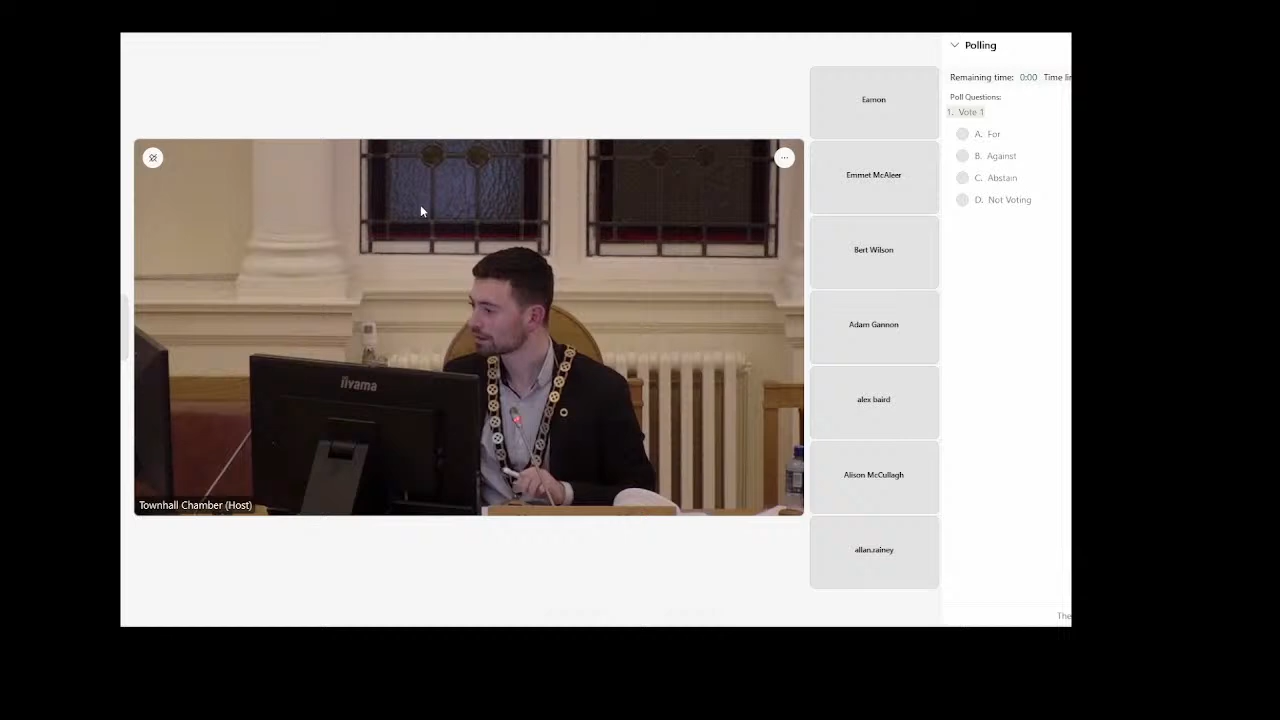 Polling
Remaining time: 0:00 Time
Poll Questions:
1. Vote 1
A. For
B. Against
C. Abstain
D. Not Voting
Eamon
Emmet McAleer
Bert Wilson
Adam Gannon
alex baird
Alison McCullagh
allan.rainey
iiyama
Townhall Chamber (Host)
The